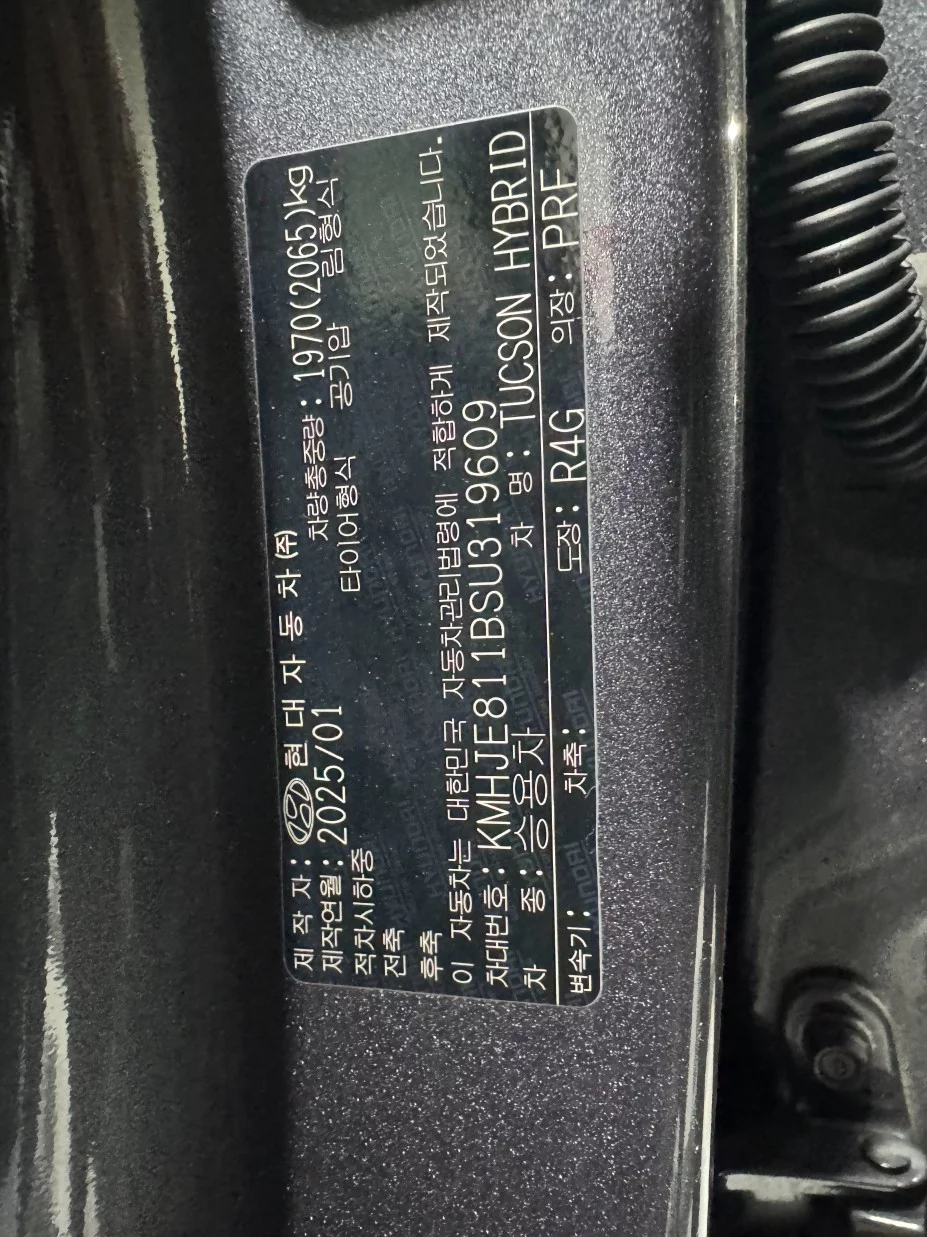 제 작 자 : 현 대 자 동 차 (주)
제작연월 : 2025/01 차량총중량 : 1970(2065)kg
적차시하중 타이어형식 공기압 림형식
전축
후축
이 자동차는 대한민국 자동차관리법령에 적합하게 제작되었습니다.
차대번호 : KMHJE811BSU319609
차 종 : 승용차 차 명 : TUCSON HYBRID
변속기 : 차축 : 도장 : R4G 의장 : PRF